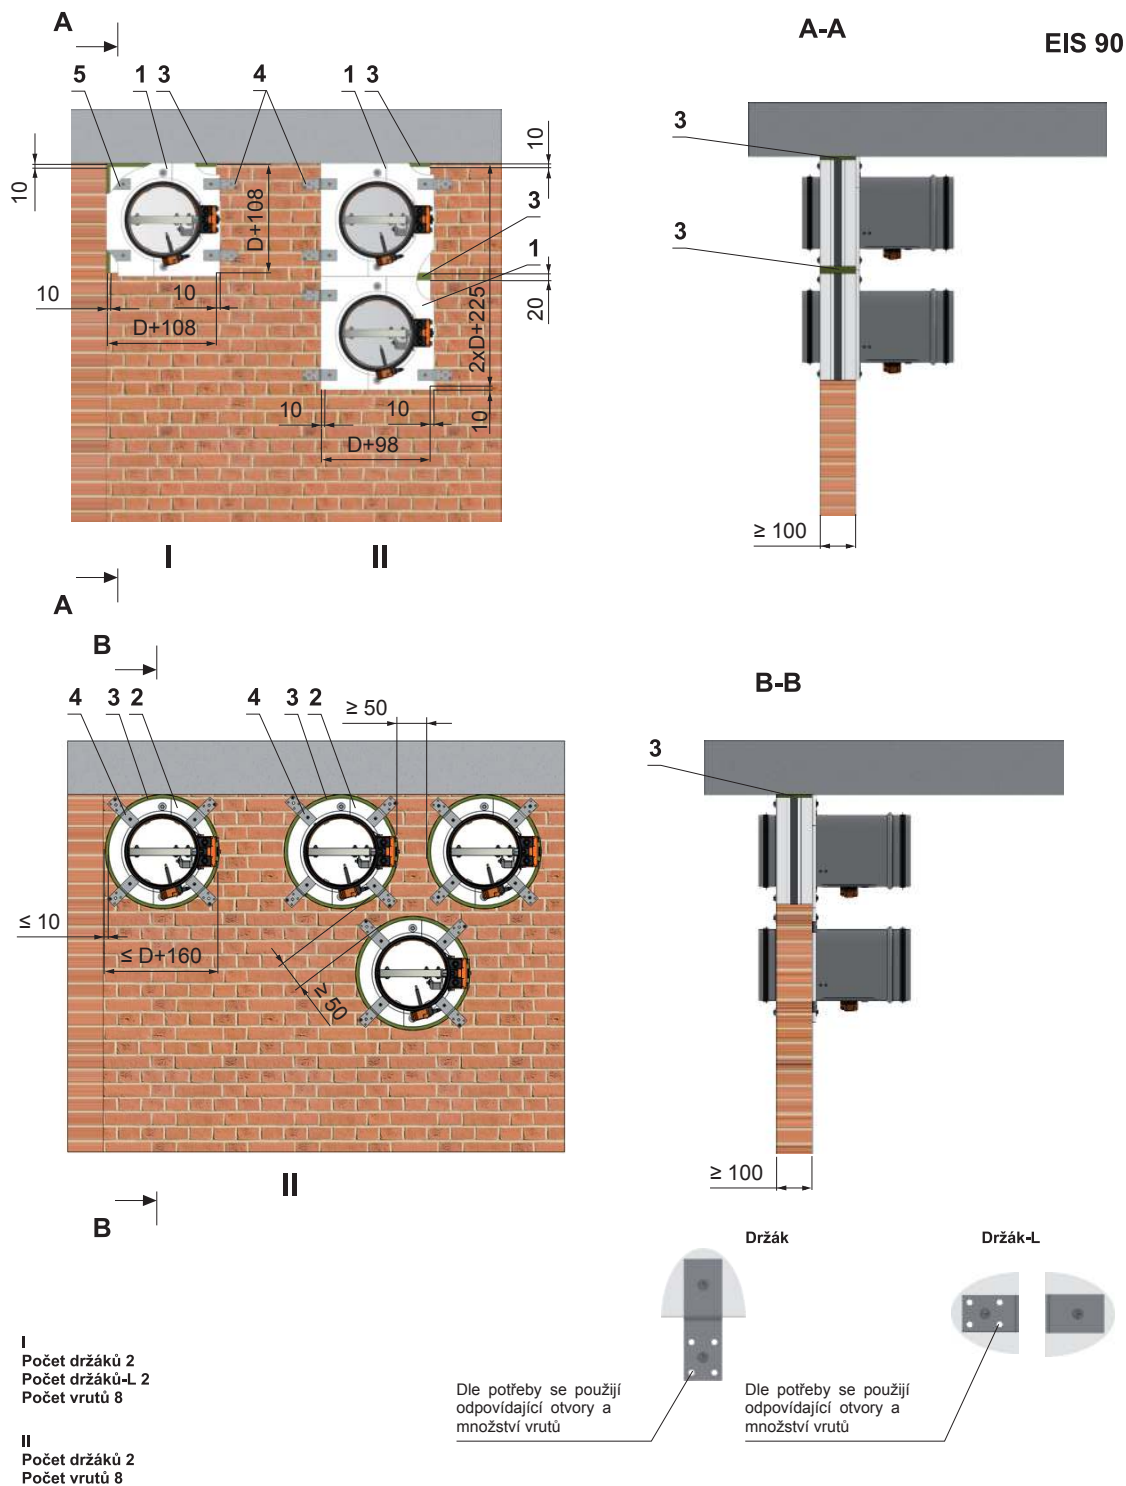 A
A-A
EIS 90
5
1
3
4
1
3
10
10
D+108
10
10
D+108
3
1
20
2xD+225
10
10
10
D+98
I
II
A
3
3
≥ 100
B
4
3
2
4
3
2
≥ 50
≤ 10
≤ D+160
≥ 50
II
B
B-B
3
≥ 100
Držák
Držák-L
Dle potřeby se použijí
odpovídající otvory a
množství vrutů
Dle potřeby se použijí
odpovídající otvory a
množství vrutů
I
Počet držáků 2
Počet držáků-L 2
Počet vrutů 8
II
Počet držáků 2
Počet vrutů 8